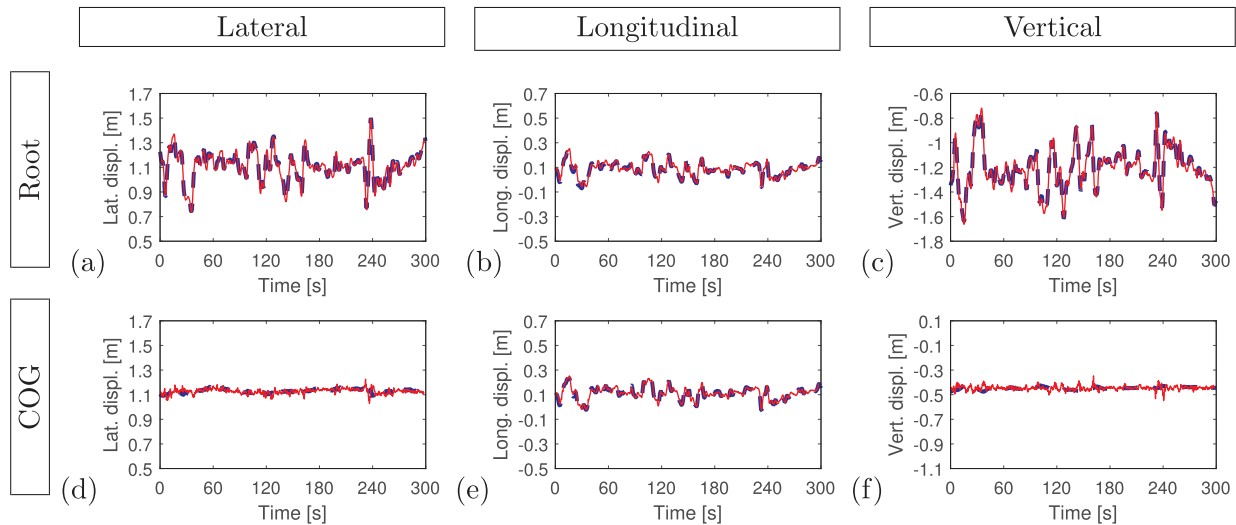 Lateral
Longitudinal
Vertical
Root
Lat. displ. [m]
1.7
1.5
1.3
1.1
0.9
0.7
0.5
0 60 120 180 240 300
Time [s]
(a)
Long. displ. [m]
0.7
0.5
0.3
0.1
-0.1
-0.3
-0.5
0 60 120 180 240 300
Time [s]
(b)
Vert. displ. [m]
-0.6
-0.8
-1
-1.2
-1.4
-1.6
-1.8
0 60 120 180 240 300
Time [s]
(c)
COG
Lat. displ. [m]
1.7
1.5
1.3
1.1
0.9
0.7
0.5
0 60 120 180 240 300
Time [s]
(d)
Long. displ. [m]
0.7
0.5
0.3
0.1
-0.1
-0.3
-0.5
0 60 120 180 240 300
Time [s]
(e)
Vert. displ. [m]
0.1
-0.1
-0.3
-0.5
-0.7
-0.9
-1.1
0 60 120 180 240 300
Time [s]
(f)